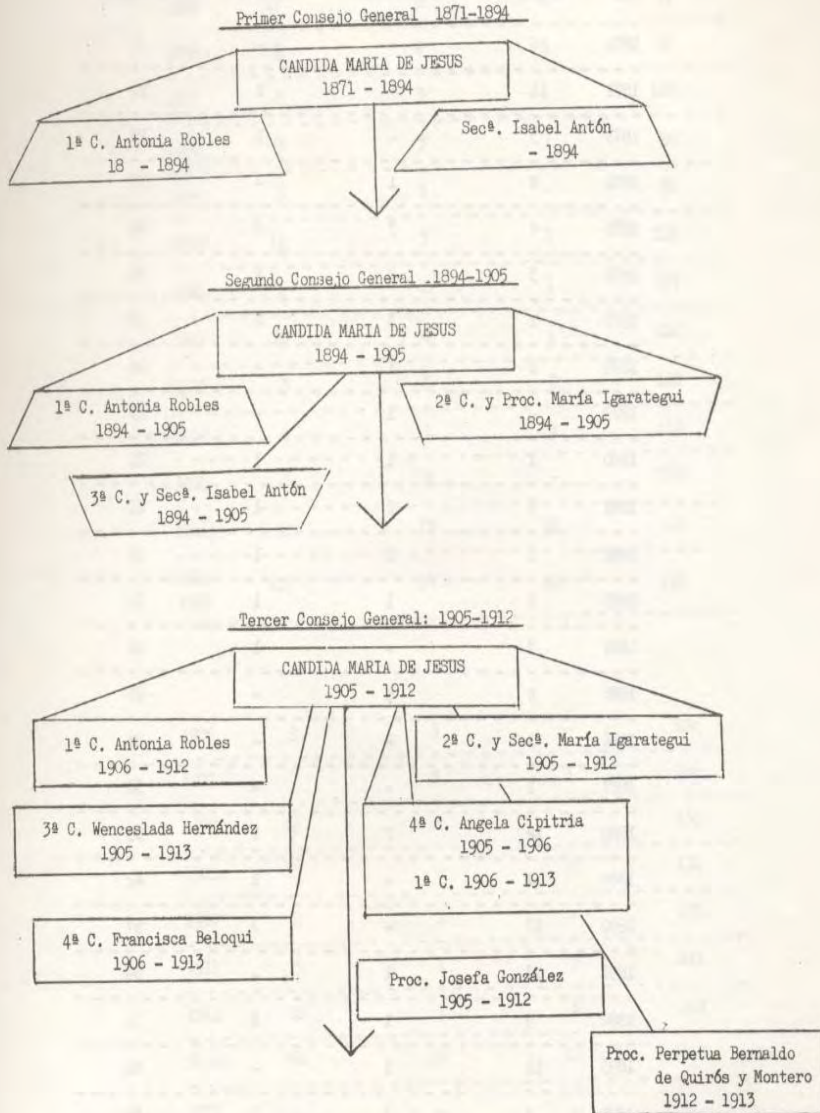 Primer Consejo General 1871-1894
CANDIDA MARIA DE JESUS
1871 - 1894
1ª C. Antonia Robles
18 - 1894
Secª. Isabel Antón
- 1894
Segundo Consejo General .1894-1905
CANDIDA MARIA DE JESUS
1894 - 1905
1ª C. Antonia Robles
1894 - 1905
2ª C. y Proc. María Igarategui
1894 - 1905
3ª C. y Secª. Isabel Antón
1894 - 1905
Tercer Consejo General: 1905-1912
CANDIDA MARIA DE JESUS
1905 - 1912
1ª C. Antonia Robles
1906 - 1912
2ª C. y Secª. María Igarategui
1905 - 1912
3ª C. Wenceslada Hernández
1905 - 1913
4ª C. Angela Cipitria
1905 - 1906
1ª C. 1906 - 1913
4ª C. Francisca Beloqui
1906 - 1913
Proc. Josefa González
1905 - 1912
Proc. Perpetua Bernaldo
de Quirós y Montero
1912 - 1913